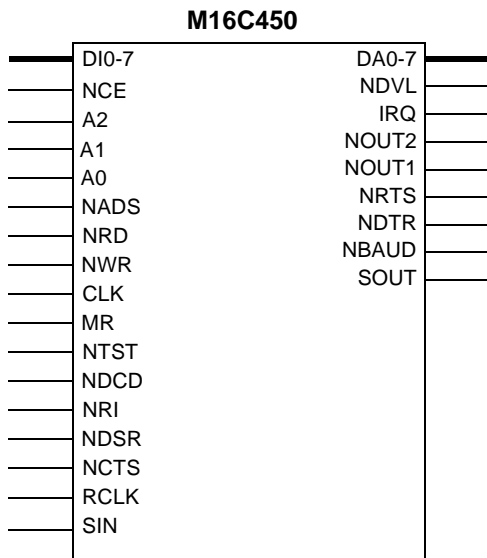 M16C450
DI0-7
NCE
A2
A1
A0
NADS
NRD
NWR
CLK
MR
NTST
NDCD
NRI
NDSR
NCTS
RCLK
SIN
DA0-7
NDVL
IRQ
NOUT2
NOUT1
NRTS
NDTR
NBAUD
SOUT